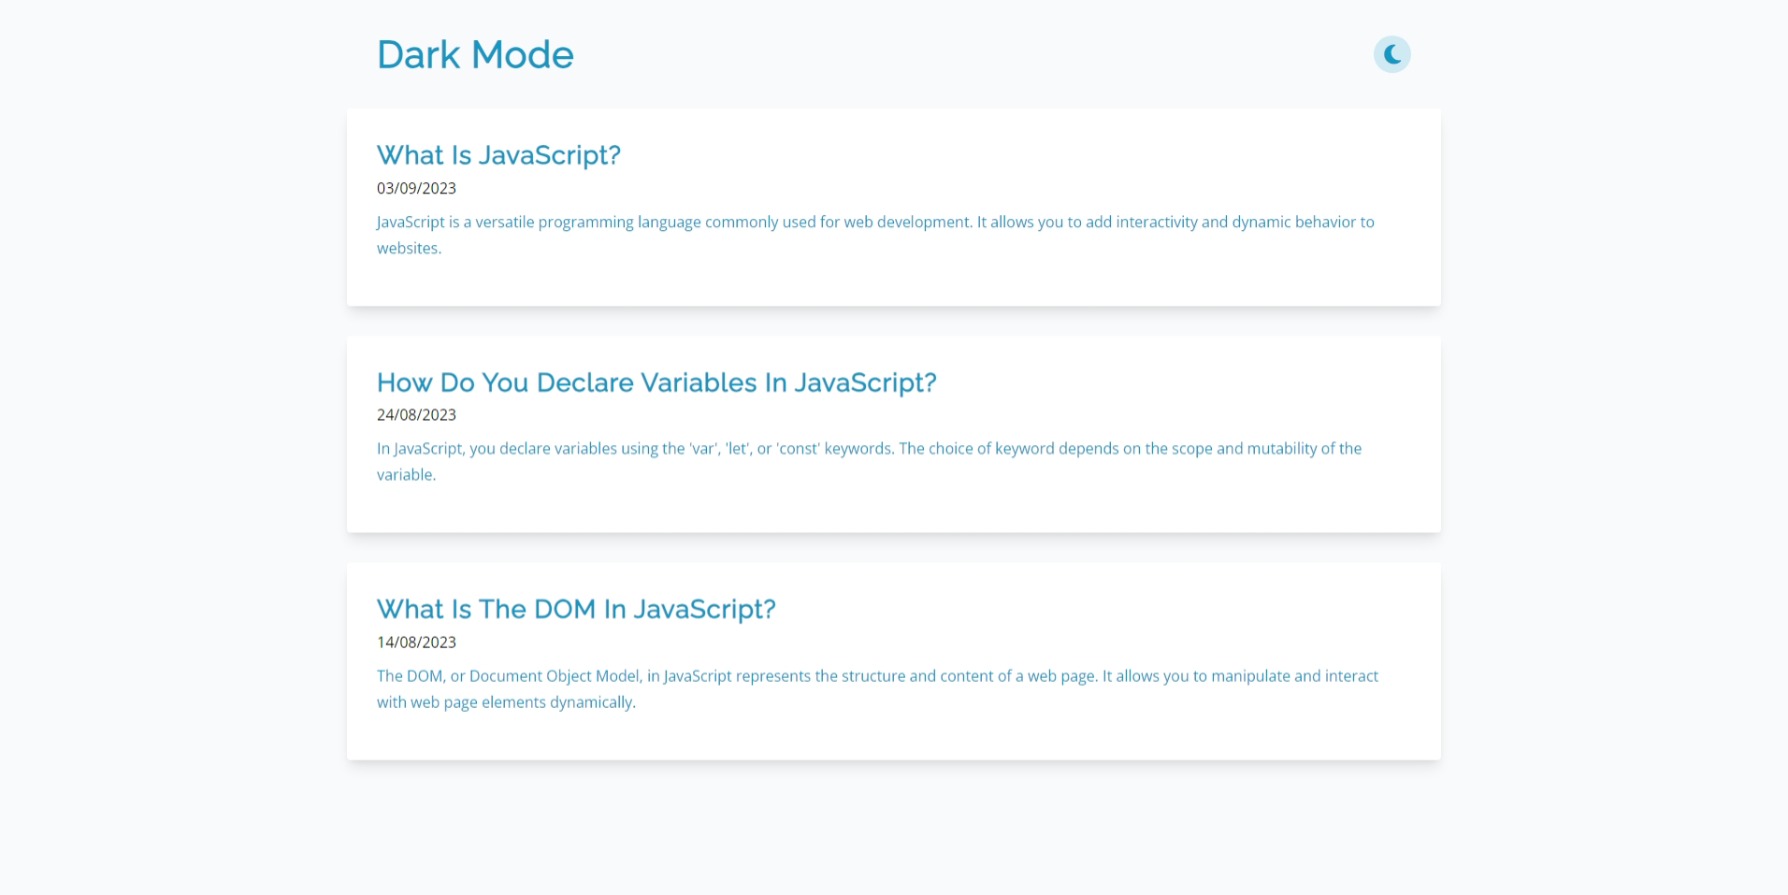 Dark Mode
What Is JavaScript?
03/09/2023
JavaScript is a versatile programming language commonly used for web development. It allows you to add interactivity and dynamic behavior to
websites.
How Do You Declare Variables In JavaScript?
24/08/2023
In JavaScript, you declare variables using the 'var', 'let', or 'const' keywords. The choice of keyword depends on the scope and mutability of the
variable.
What Is The DOM In JavaScript?
14/08/2023
The DOM, or Document Object Model, in JavaScript represents the structure and content of a web page. It allows you to manipulate and interact
with web page elements dynamically.